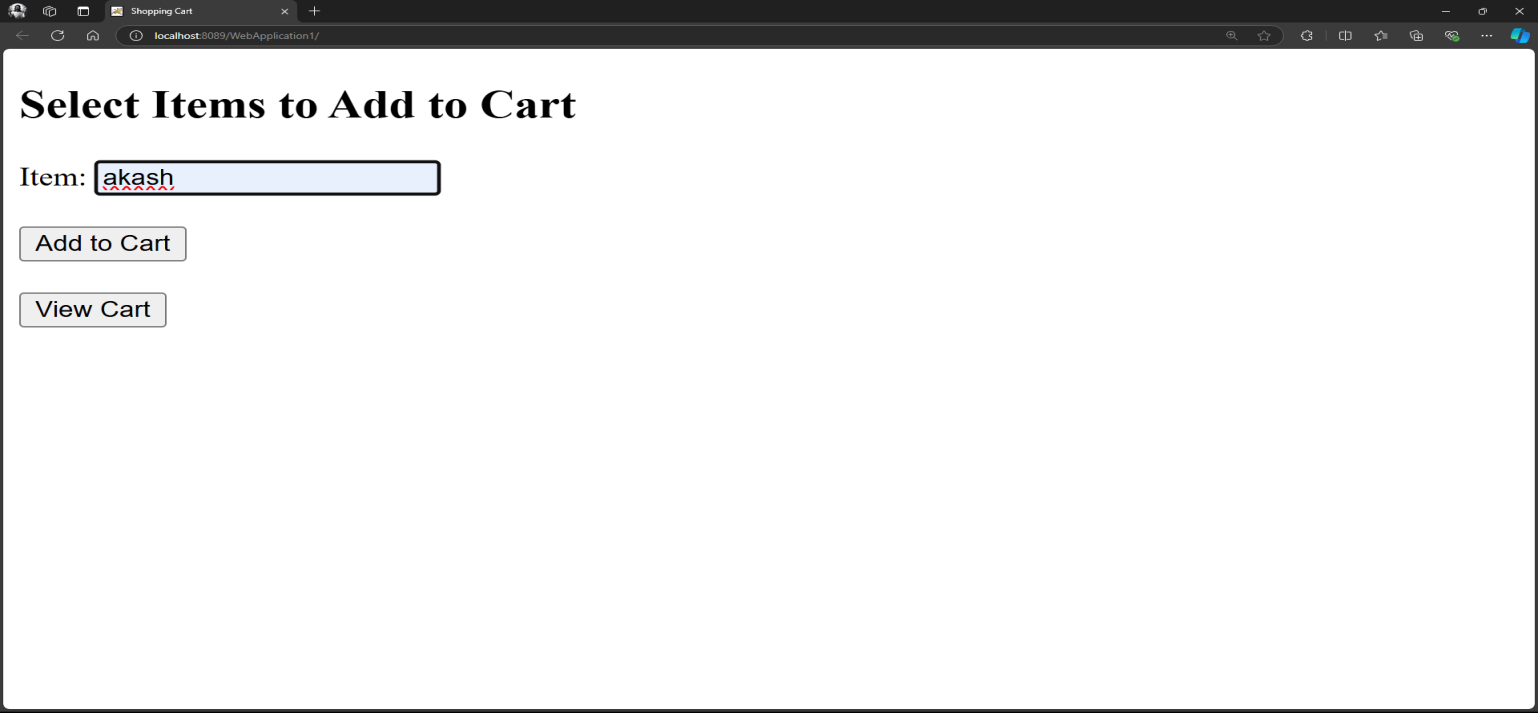 Shopping Cart
localhost:8089/WebApplication1/
Select Items to Add to Cart
Item: akash
Add to Cart
View Cart